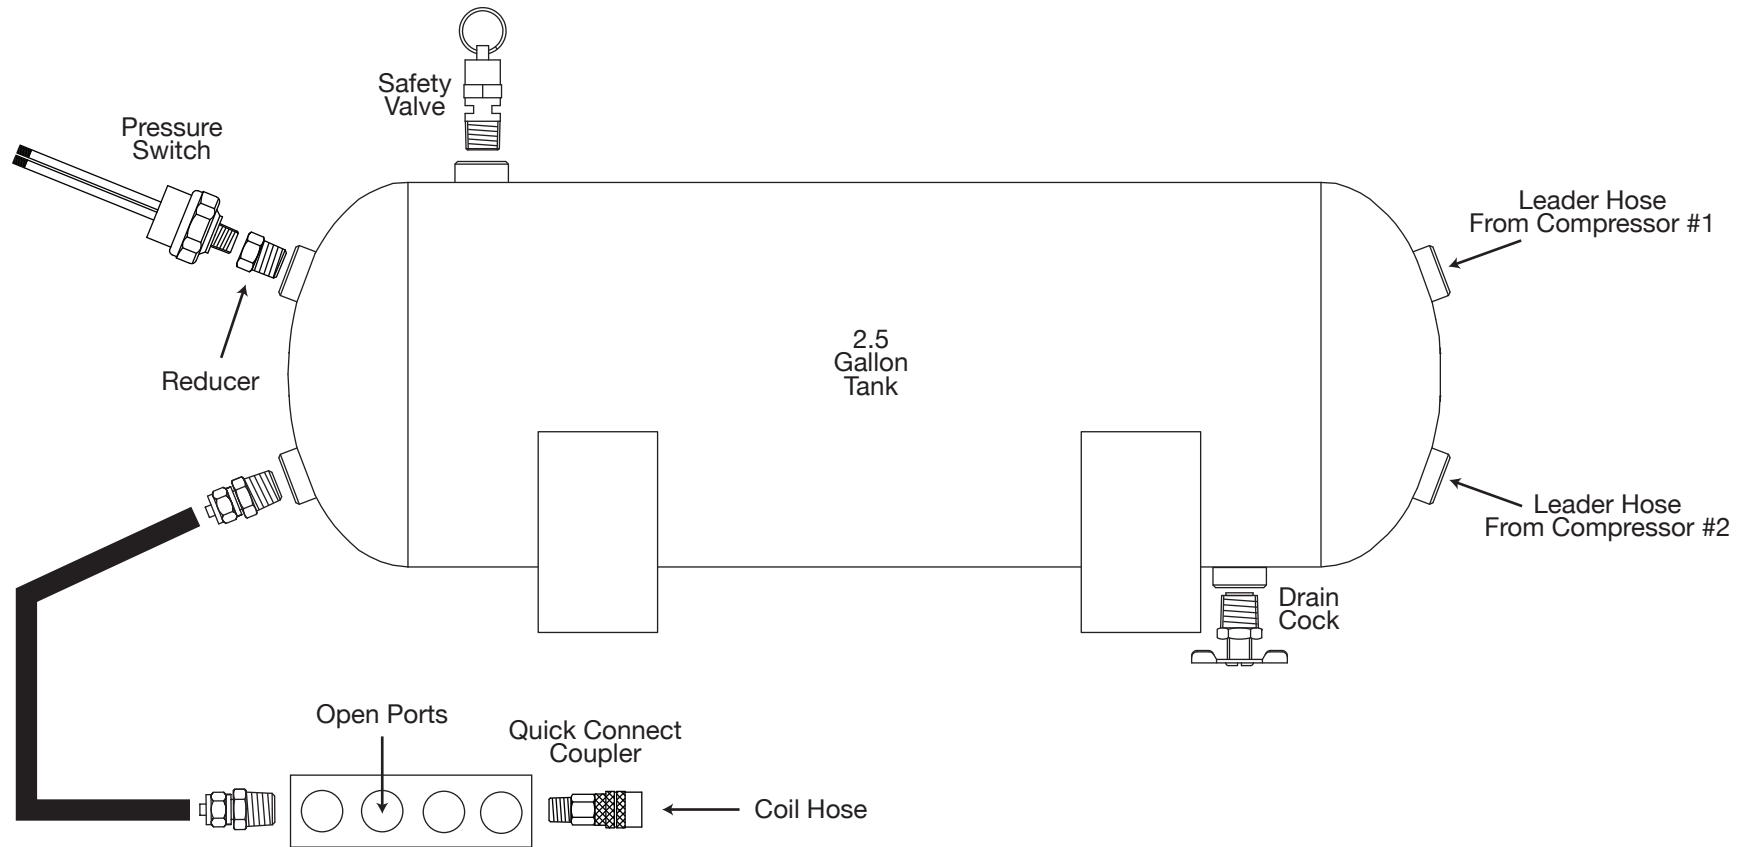 Safety
Valve
Pressure
Switch
Leader Hose
From Compressor #1
2.5
Gallon
Tank
Reducer
Leader Hose
From Compressor #2
Drain
Cock
Open Ports
Quick Connect
Coupler
Coil Hose